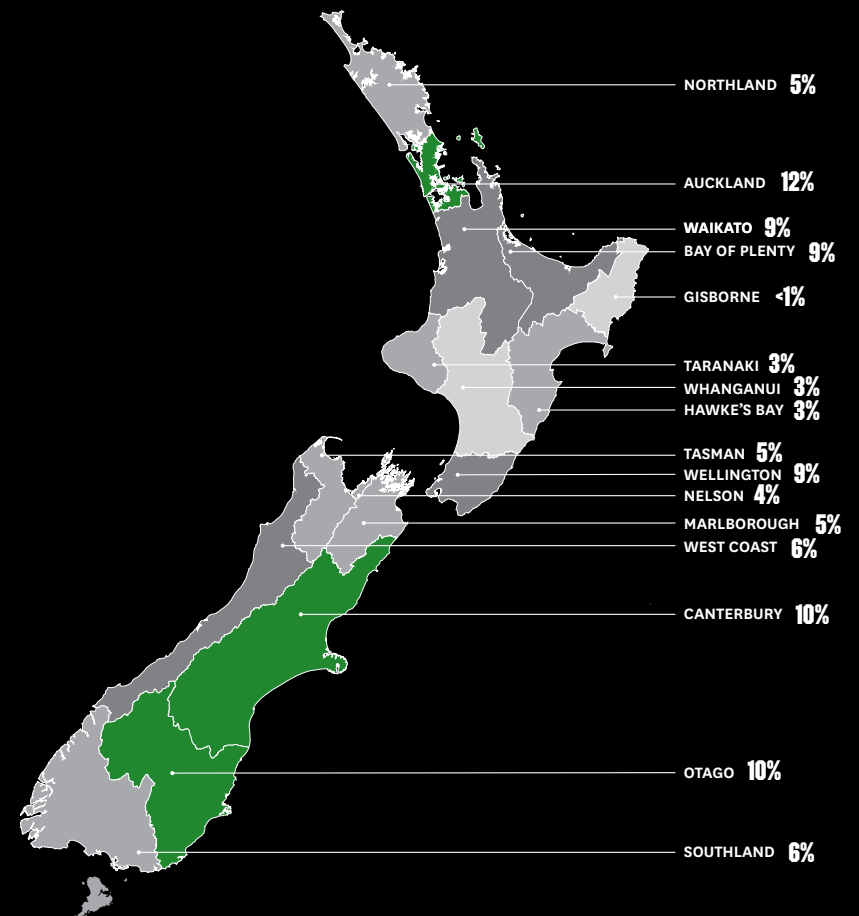 NORTHLAND 5%
AUCKLAND 12%
WAIKATO 9%
BAY OF PLENTY 9%
GISBORNE <1%
TARANAKI 3%
WHANGANUI 3%
HAWKE'S BAY 3%
TASMAN 5%
WELLINGTON 9%
NELSON 4%
MARLBOROUGH 5%
WEST COAST 6%
CANTERBURY 10%
OTAGO 10%
SOUTHLAND 6%